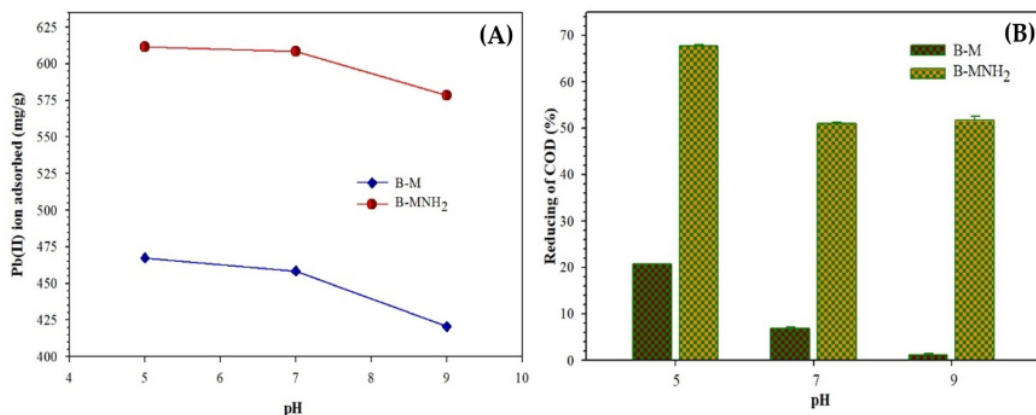 (A)
Pb(II) ion adsorbed (mg/g)
625
600
575
550
525
500
475
450
425
400
B-M
B-MNH2
4 5 6 7 8 9 10
pH
(B)
Reducing of COD (%)
70
60
50
40
30
20
10
0
B-M
B-MNH2
5 7 9
pH